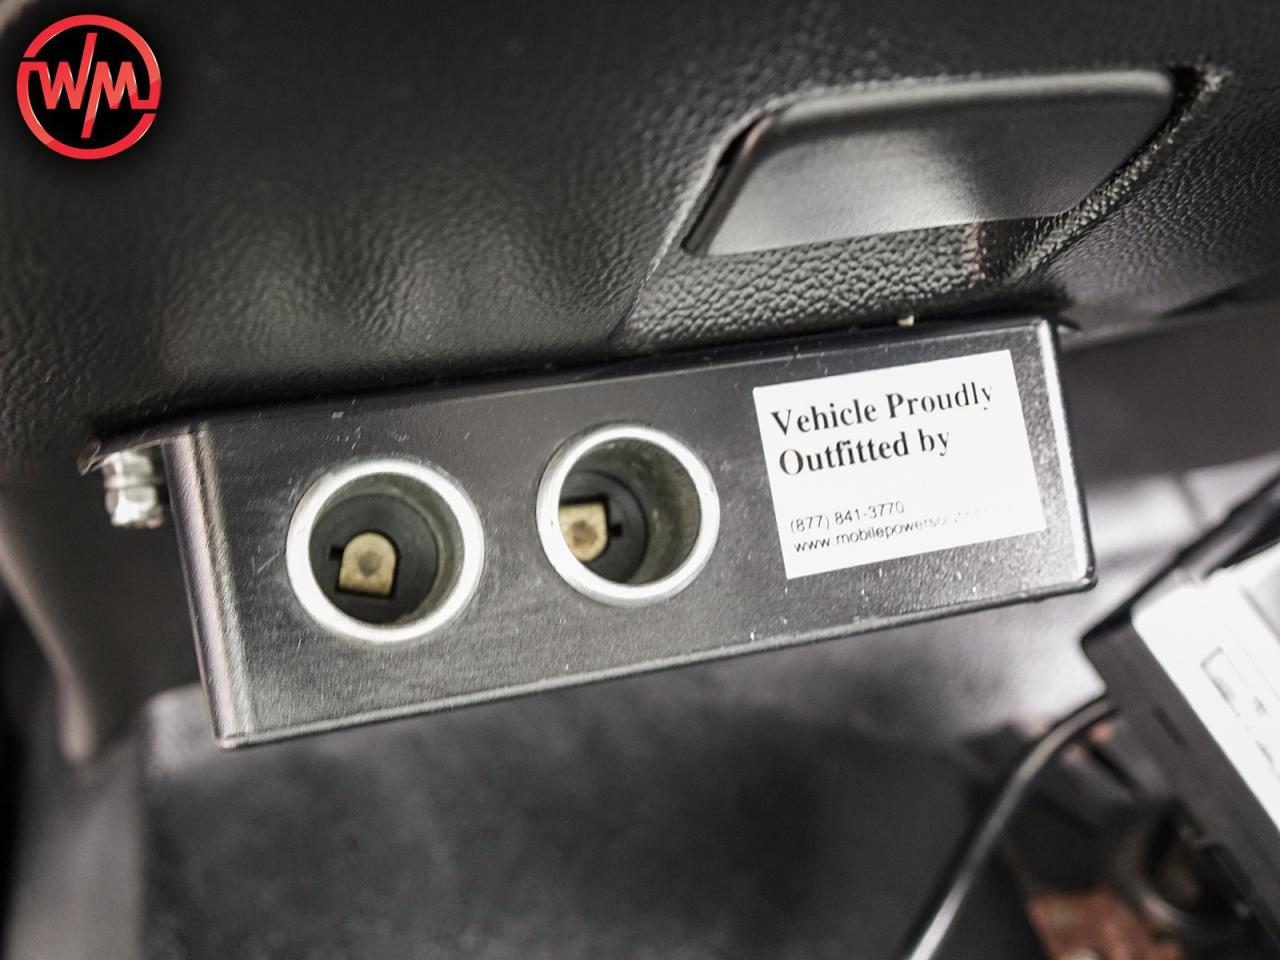 WM
Vehicle Proudly
Outfitted by
(877) 841-3770